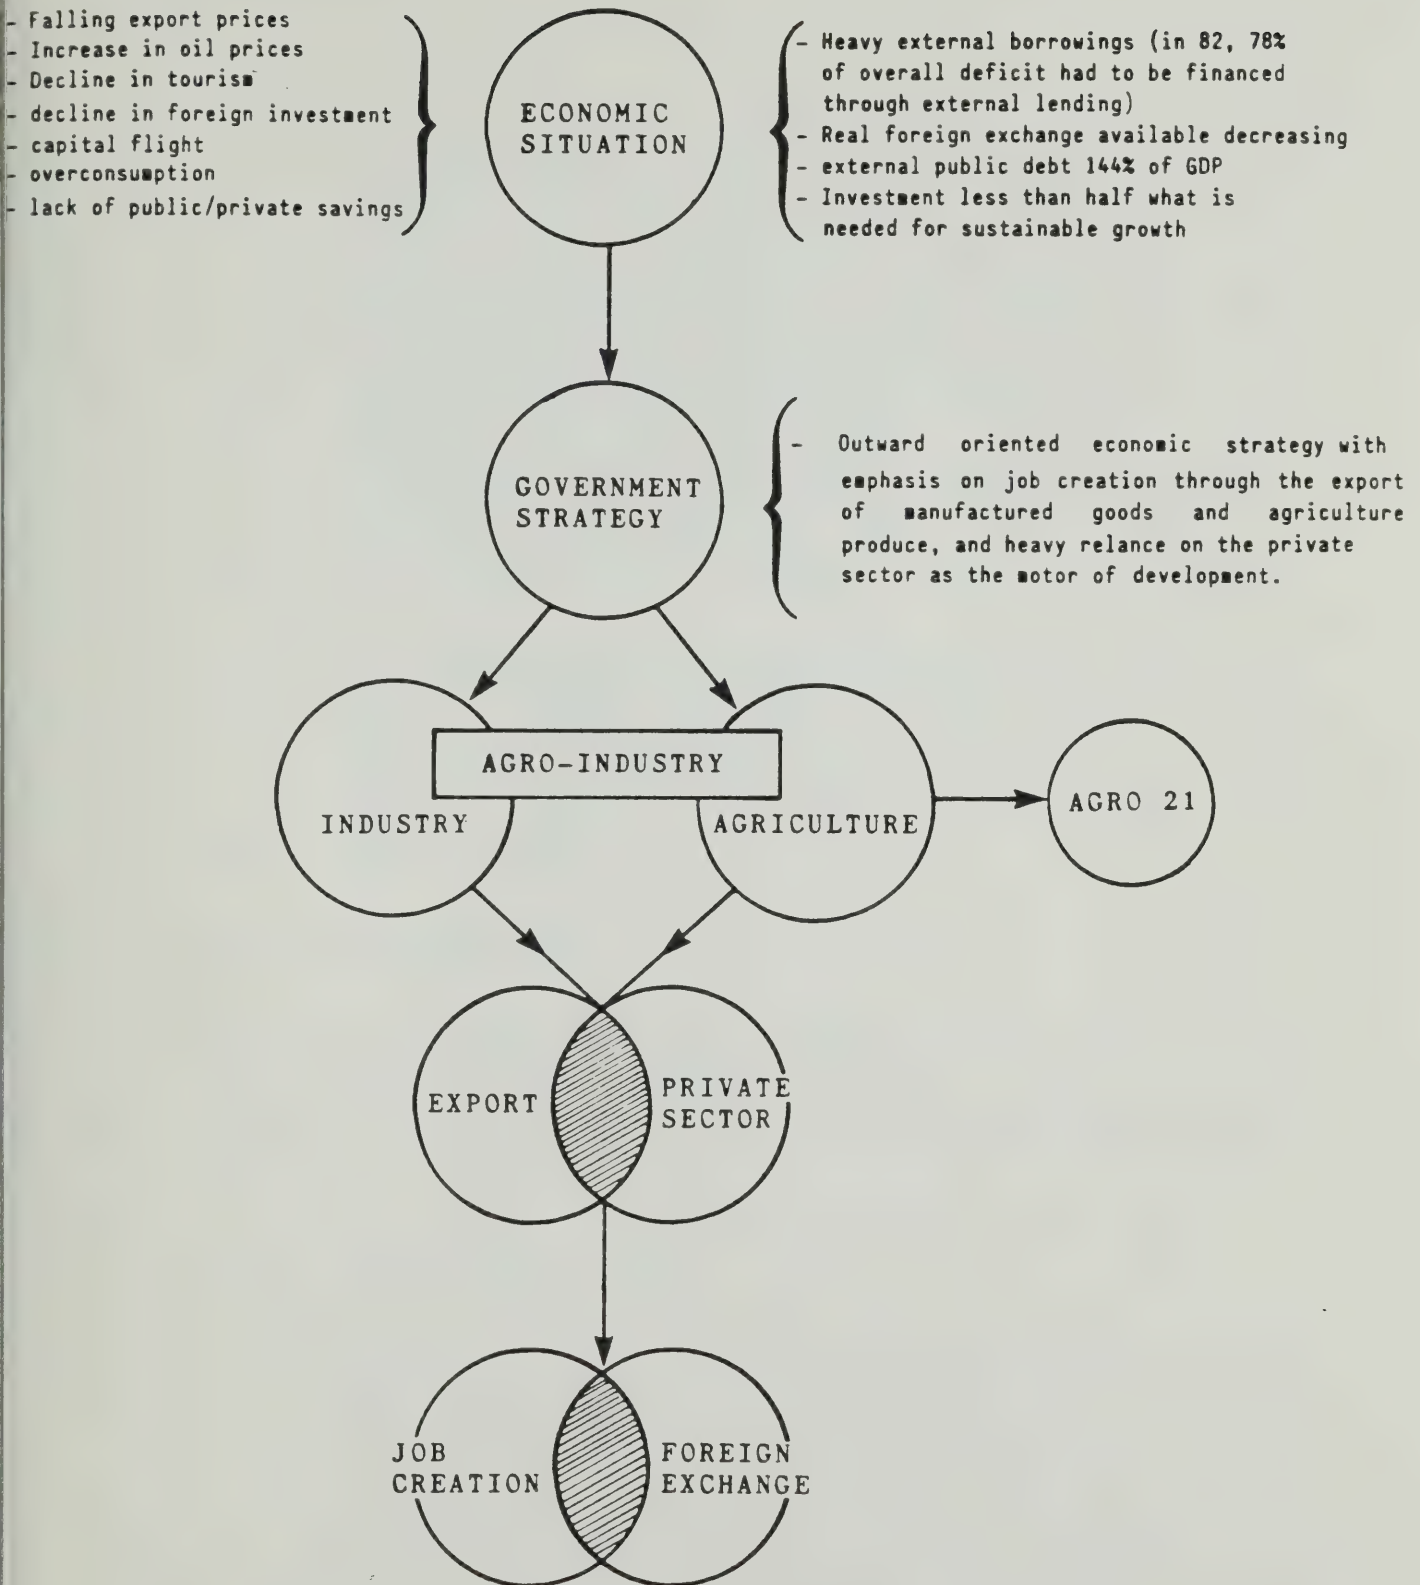 - Falling export prices
- Increase in oil prices
- Decline in tourism
- decline in foreign investment
- capital flight
- overconsumption
- lack of public/private savings
ECONOMIC
SITUATION
- Heavy external borrowings (in 82, 78%
of overall deficit had to be financed
through external lending)
- Real foreign exchange available decreasing
- external public debt 144% of GDP
- Investment less than half what is
needed for sustainable growth
GOVERNMENT
STRATEGY
- Outward oriented economic strategy with
emphasis on job creation through the export
of manufactured goods and agriculture
produce, and heavy relance on the private
sector as the motor of development.
AGRO-INDUSTRY
INDUSTRY
AGRICULTURE
AGRO 21
EXPORT
PRIVATE
SECTOR
JOB
CREATION
FOREIGN
EXCHANGE